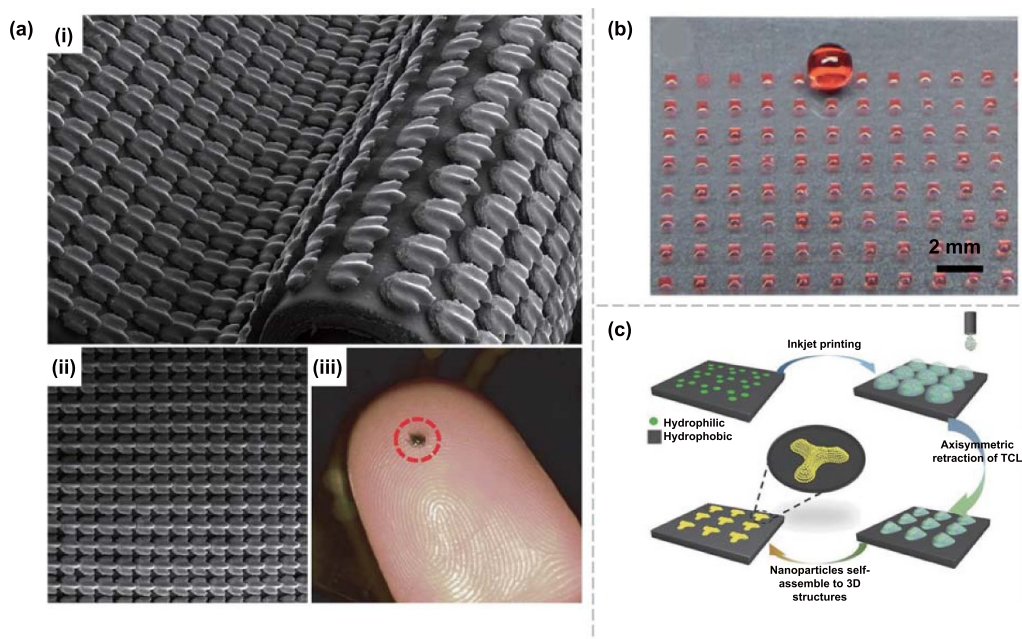 (a)
(i)
(ii)
(iii)
(b)
2 mm
(c)
Inkjet printing
Hydrophilic
Hydrophobic
Axisymmetric
retraction of TCL
Nanoparticles self-
assemble to 3D
structures